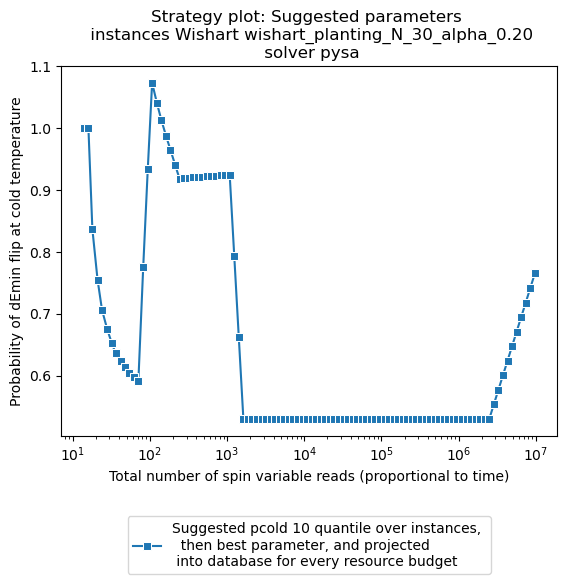 Strategy plot: Suggested parameters
instances Wishart wishart_planting_N_30_alpha_0.20
solver pysa
Probability of dEmin flip at cold temperature
1.1
1.0
0.9
0.8
0.7
0.6
10¹
10²
10³
10⁴
10⁵
10⁶
10⁷
Total number of spin variable reads (proportional to time)
Suggested pcold 10 quantile over instances,
then best parameter, and projected
into database for every resource budget